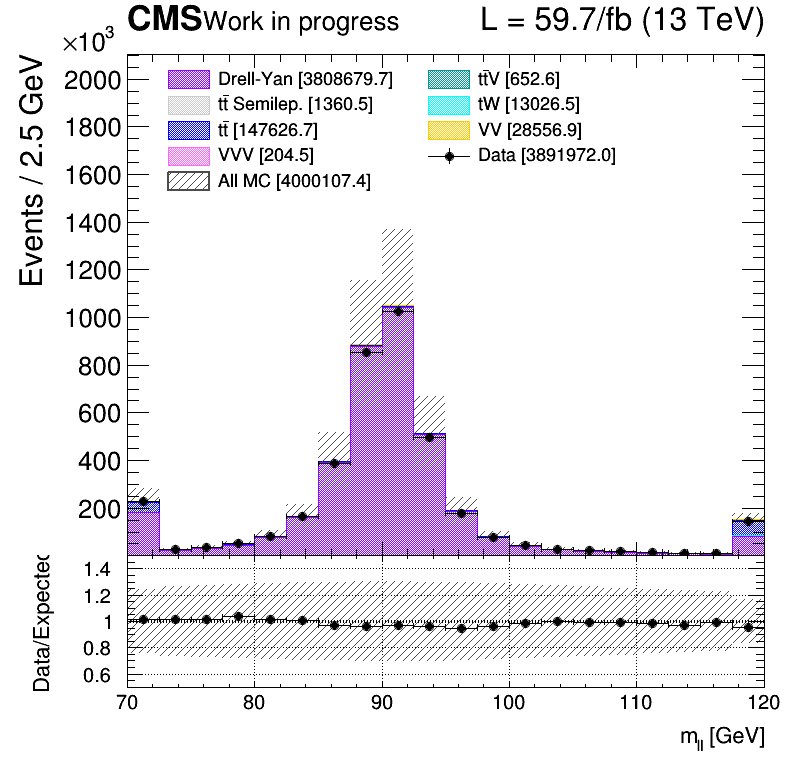 CMS Work in progress L = 59.7/fb (13 TeV)
×10³
Events / 2.5 GeV
2000
1800
1600
1400
1200
1000
800
600
400
200
Drell-Yan [3808679.7]
tt̄ Semilep. [1360.5]
tt̄ [147626.7]
VVV [204.5]
All MC [4000107.4]
tt̄V [652.6]
tW [13026.5]
VV [28556.9]
Data [3891972.0]
Data/Expected
1.4
1.2
1
0.8
0.6
70 80 90 100 110 120
m_ll [GeV]